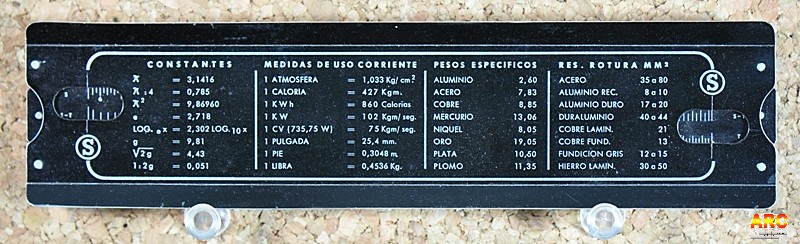 CONSTANTES
π = 3,1416
π : 4 = 0,785
π² = 9,86960
e = 2,718
LOG. e x = 2,302 LOG. 10 x
g = 9,81
√2g = 4,43
1:2g = 0,051
MEDIDAS DE USO CORRIENTE
1 ATMOSFERA = 1,033 Kg/cm²
1 CALORIA = 427 Kgm.
1 KWh = 860 Calorias
1 KW = 102 Kgm/seg.
1 CV (735,75 W) = 75 Kgm/seg.
1 PULGADA = 25,4 mm.
1 PIE = 0,3048 m.
1 LIBRA = 0,4536 Kg.
PESOS ESPECIFICOS
ALUMINIO 2,60
ACERO 7,83
COBRE 8,85
MERCURIO 13,06
NIQUEL 8,05
ORO 19,05
PLATA 10,60
PLOMO 11,35
RES. ROTURA MM²
ACERO 35 a 80
ALUMINIO REC. 8 a 10
ALUMINIO DURO 17 a 20
DURALUMINIO 40 a 44
COBRE LAMIN. 21
COBRE FUND. 13
FUNDICION GRIS 12 a 15
HIERRO LAMIN. 30 a 50
S
S
S-T
S
T
ARC